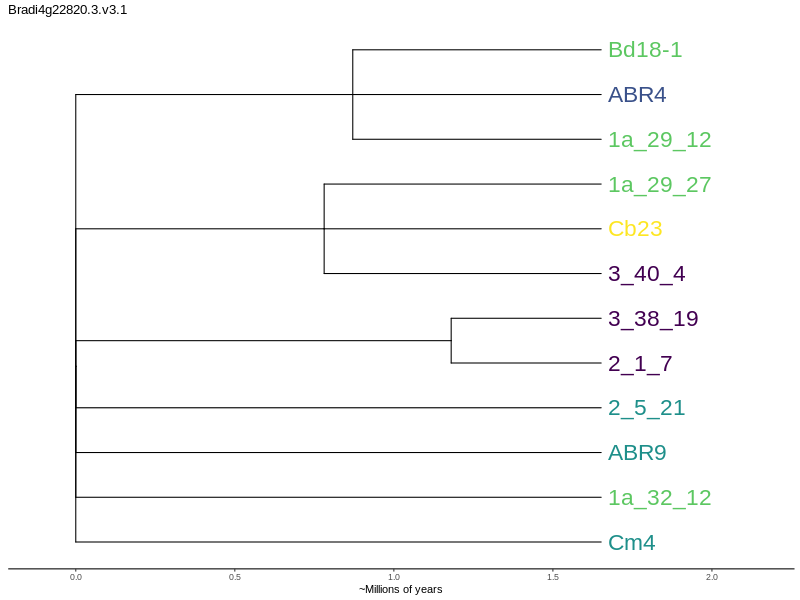 Bradi4g22820.3.v3.1
Bd18-1
ABR4
1a_29_12
1a_29_27
Cb23
3_40_4
3_38_19
2_1_7
2_5_21
ABR9
1a_32_12
Cm4
0.0 0.5 1.0 1.5 2.0
~Millions of years